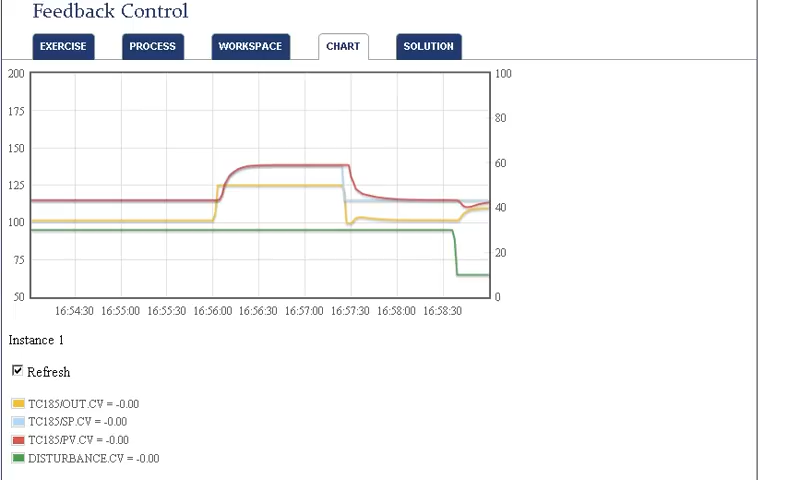 Feedback Control
EXERCISE PROCESS WORKSPACE CHART SOLUTION
200 100
175
80
150
60
125
40
100
20
75
50 0
16:54:30 16:55:00 16:55:30 16:56:00 16:56:30 16:57:00 16:57:30 16:58:00 16:58:30
Instance 1
Refresh
TC185/OUT.CV = -0.00
TC185/SP.CV = -0.00
TC185/PV.CV = -0.00
DISTURBANCE.CV = -0.00